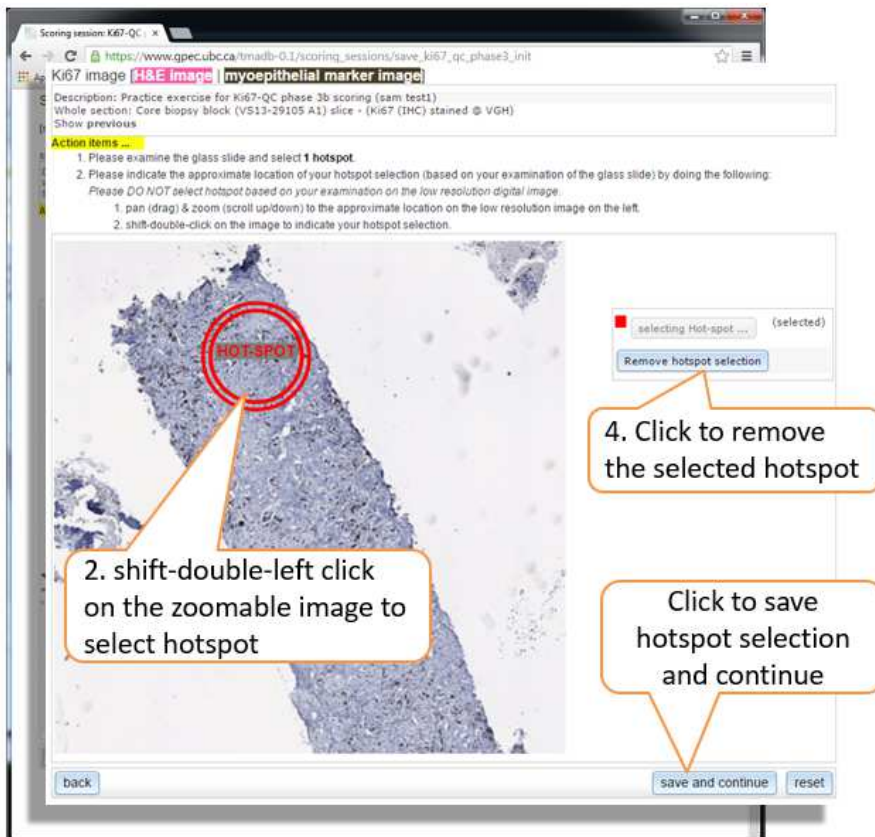 Scoring session: Ki67-QC
https://www.gpec.ubc.ca/tmadb-0.1/scoring_sessions/save_ki67_qc_phase3_init
Ki67 image [H&E image | myoepithelial marker image]
Description: Practice exercise for Ki67-QC phase 3b scoring (sam test1)
Whole section: Core biopsy block (VS13-29105 A1) slice - (Ki67 (IHC) stained @ VGH)
Show previous
Action items ...
1. Please examine the glass slide and select 1 hotspot.
2. Please indicate the approximate location of your hotspot selection (based on your examination of the glass slide) by doing the following:
Please DO NOT select hotspot based on your examination on the low resolution digital image.
1. pan (drag) & zoom (scroll up/down) to the approximate location on the low resolution image on the left.
2. shift-double-click on the image to indicate your hotspot selection.
HOT-SPOT
selecting Hot-spot ... (selected)
Remove hotspot selection
4. Click to remove
the selected hotspot
2. shift-double-left click
on the zoomable image to
select hotspot
Click to save
hotspot selection
and continue
back
save and continue
reset